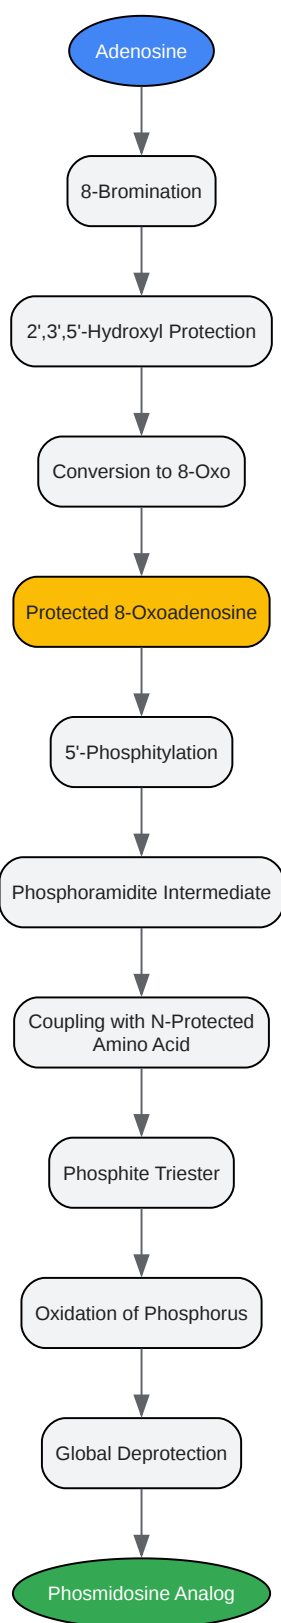 Adenosine
8-Bromination
2',3',5'-Hydroxyl Protection
Conversion to 8-Oxo
Protected 8-Oxoadenosine
5'-Phosphitylation
Phosphoramidite Intermediate
Coupling with N-Protected
Amino Acid
Phosphite Triester
Oxidation of Phosphorus
Global Deprotection
Phosmidosine Analog